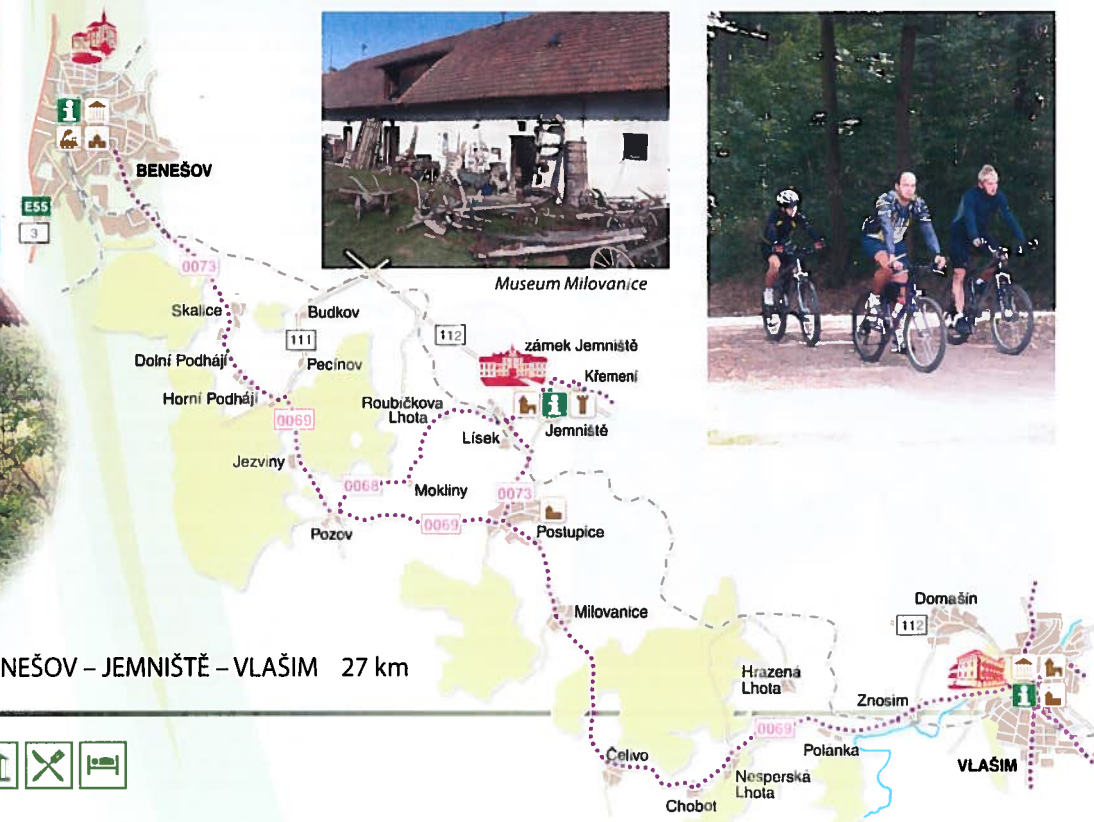 BENEŠOV
E55
3
0073
Museum Milovanice
Skalice
Budkov
111
112
zámek Jemniště
Dolní Podhájí
Pecínov
Křemení
Horní Podhájí
Roubíčkova
Lhota
0069
Lísek
Jemniště
Jezviny
0068
Mokliny
0073
Pozov
0069
Postupice
Milovanice
Domašín
112
NEŠOV – JEMNIŠTĚ – VLAŠIM 27 km
Hrazená
Lhota
Znosim
0069
Polánka
VLAŠIM
Čelivo
Nesperská
Lhota
Chobot